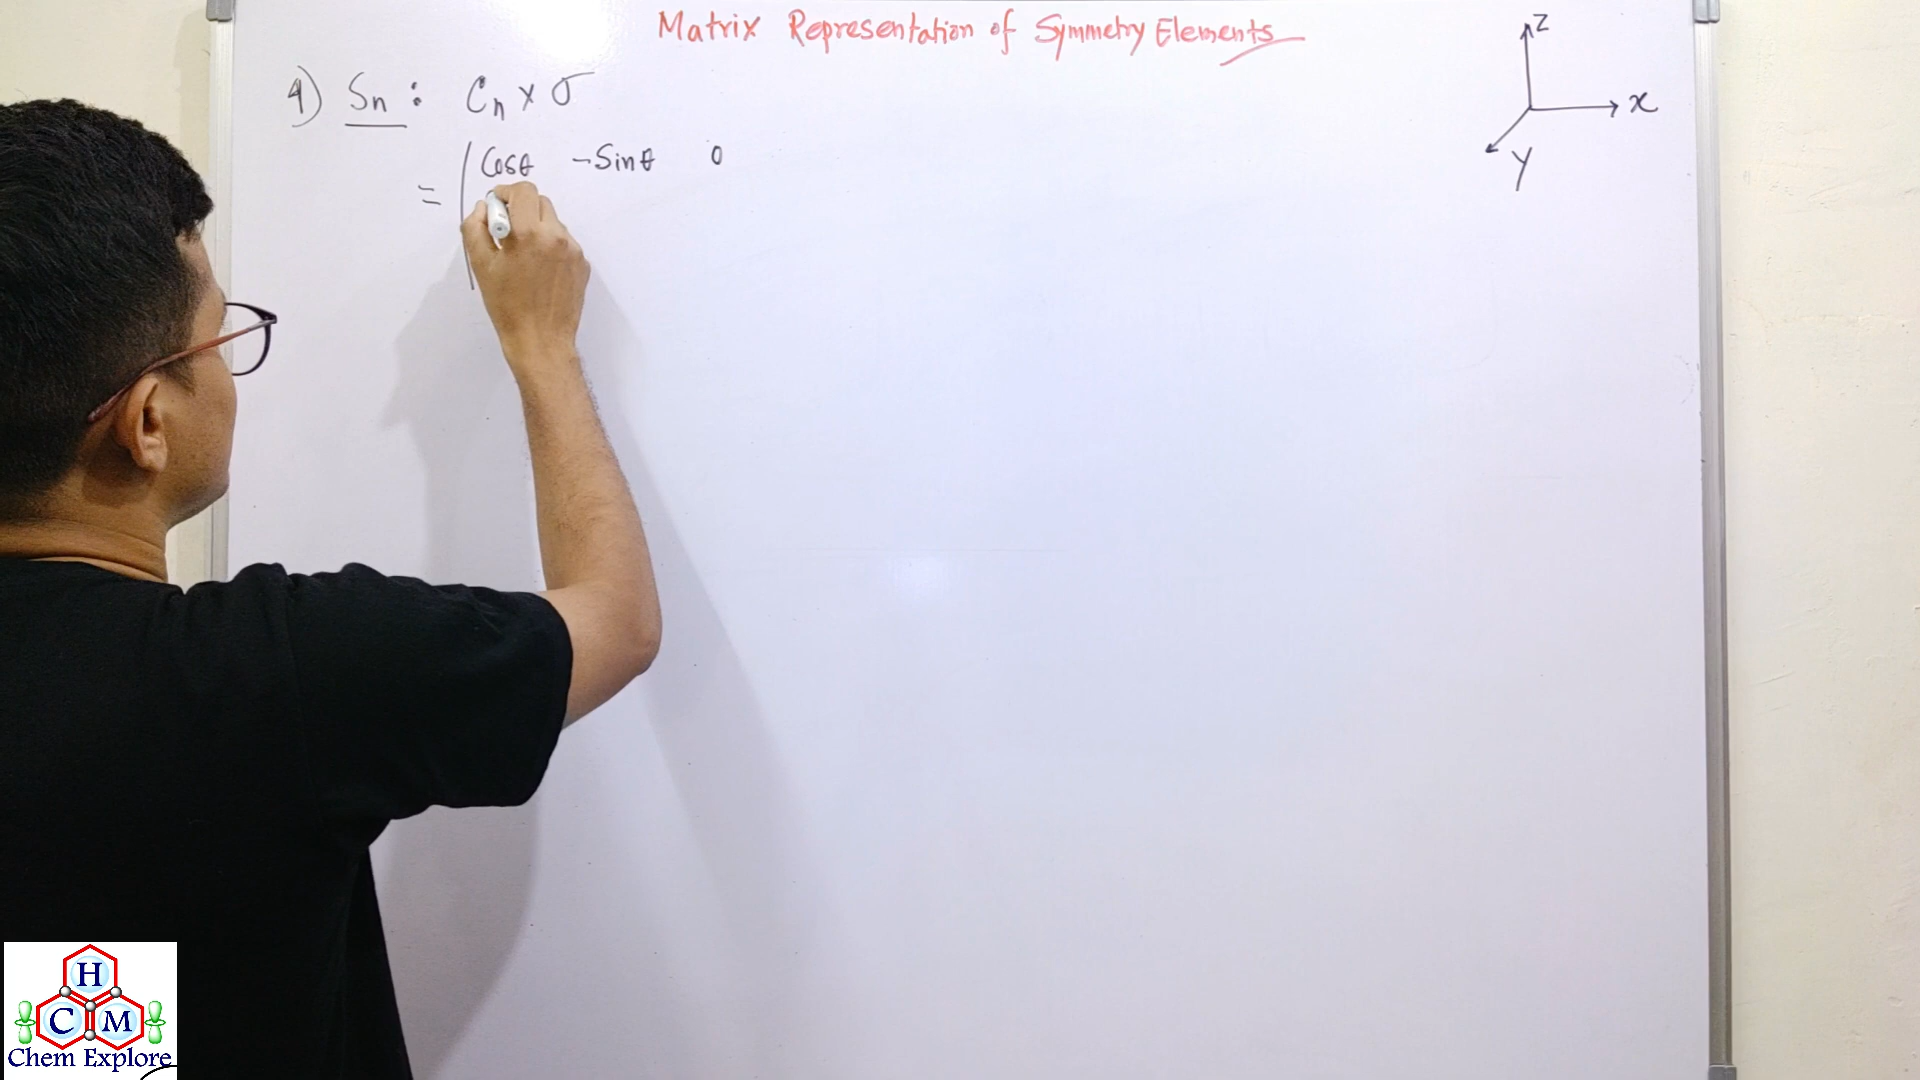 Matrix Representation of Symmetry Elements
Z
x
Y
4) Sn : Cn × σ
= | Cosθ -Sinθ 0
H
C M
Chem Explore